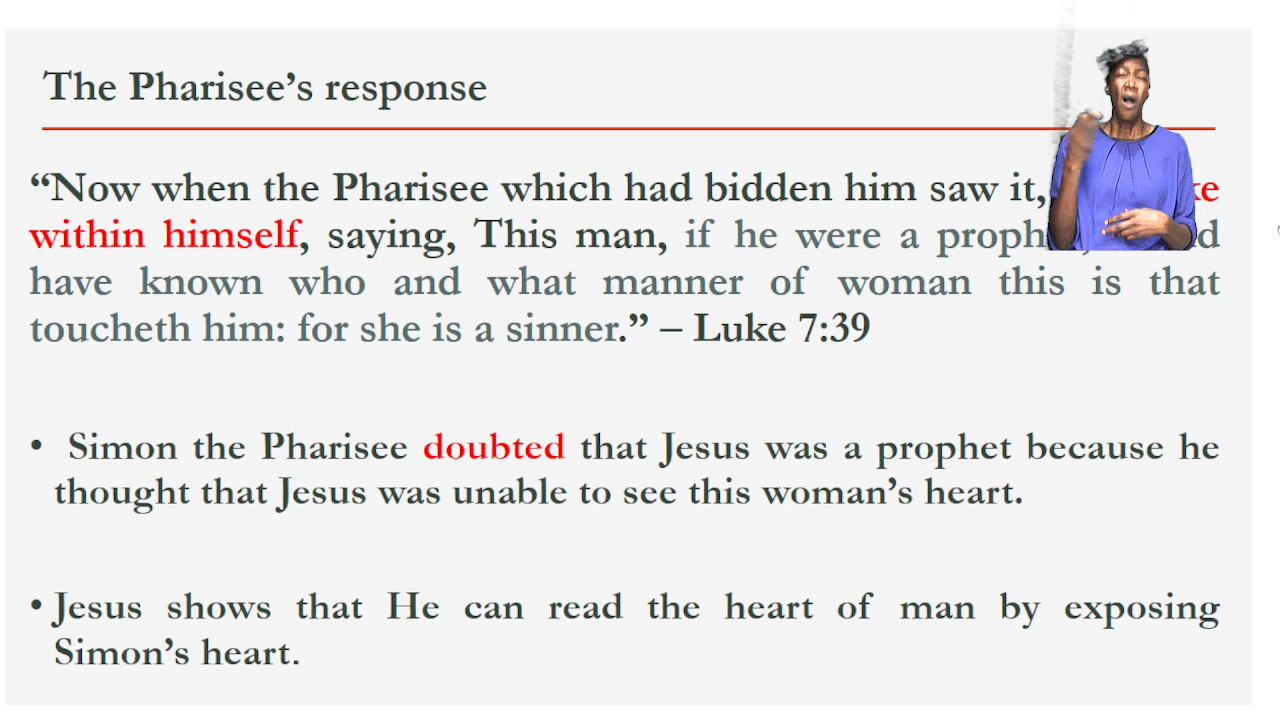 The Pharisee’s response
“Now when the Pharisee which had bidden him saw it,
within himself, saying, This man, if he were a
have known who and what manner of woman this is that
toucheth him: for she is a sinner.” – Luke 7:39
• Simon the Pharisee doubted that Jesus was a prophet because he
thought that Jesus was unable to see this woman’s heart.
• Jesus shows that He can read the heart of man by exposing
Simon’s heart.